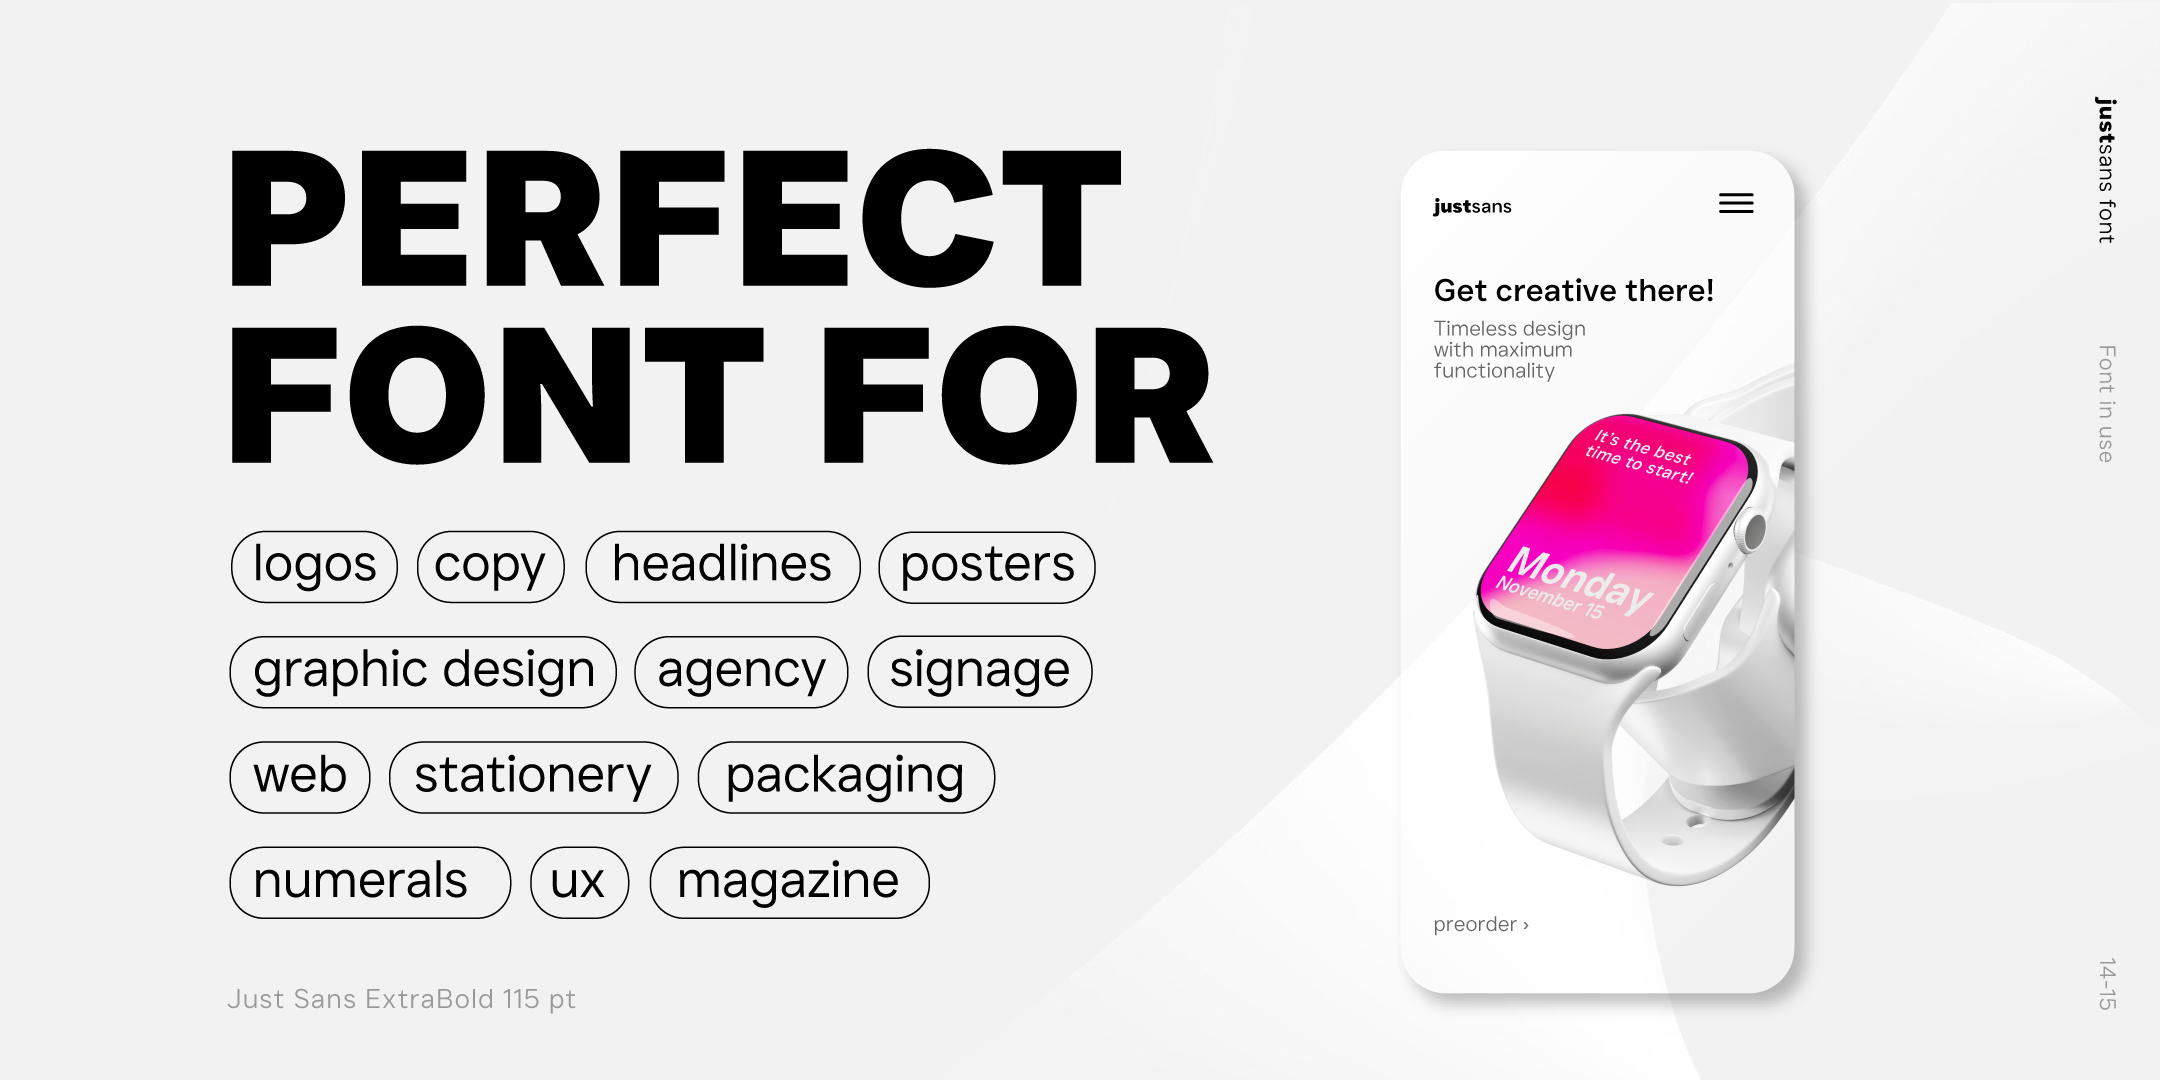 PERFECT
FONT FOR
logos copy headlines posters
graphic design agency signage
web stationery packaging
numerals ux magazine
Just Sans ExtraBold 115 pt
justsans
Get creative there!
Timeless design
with maximum
functionality
It's the best
time to start!
Monday
November 15
preorder ›
justsans font
Font in use
14-15